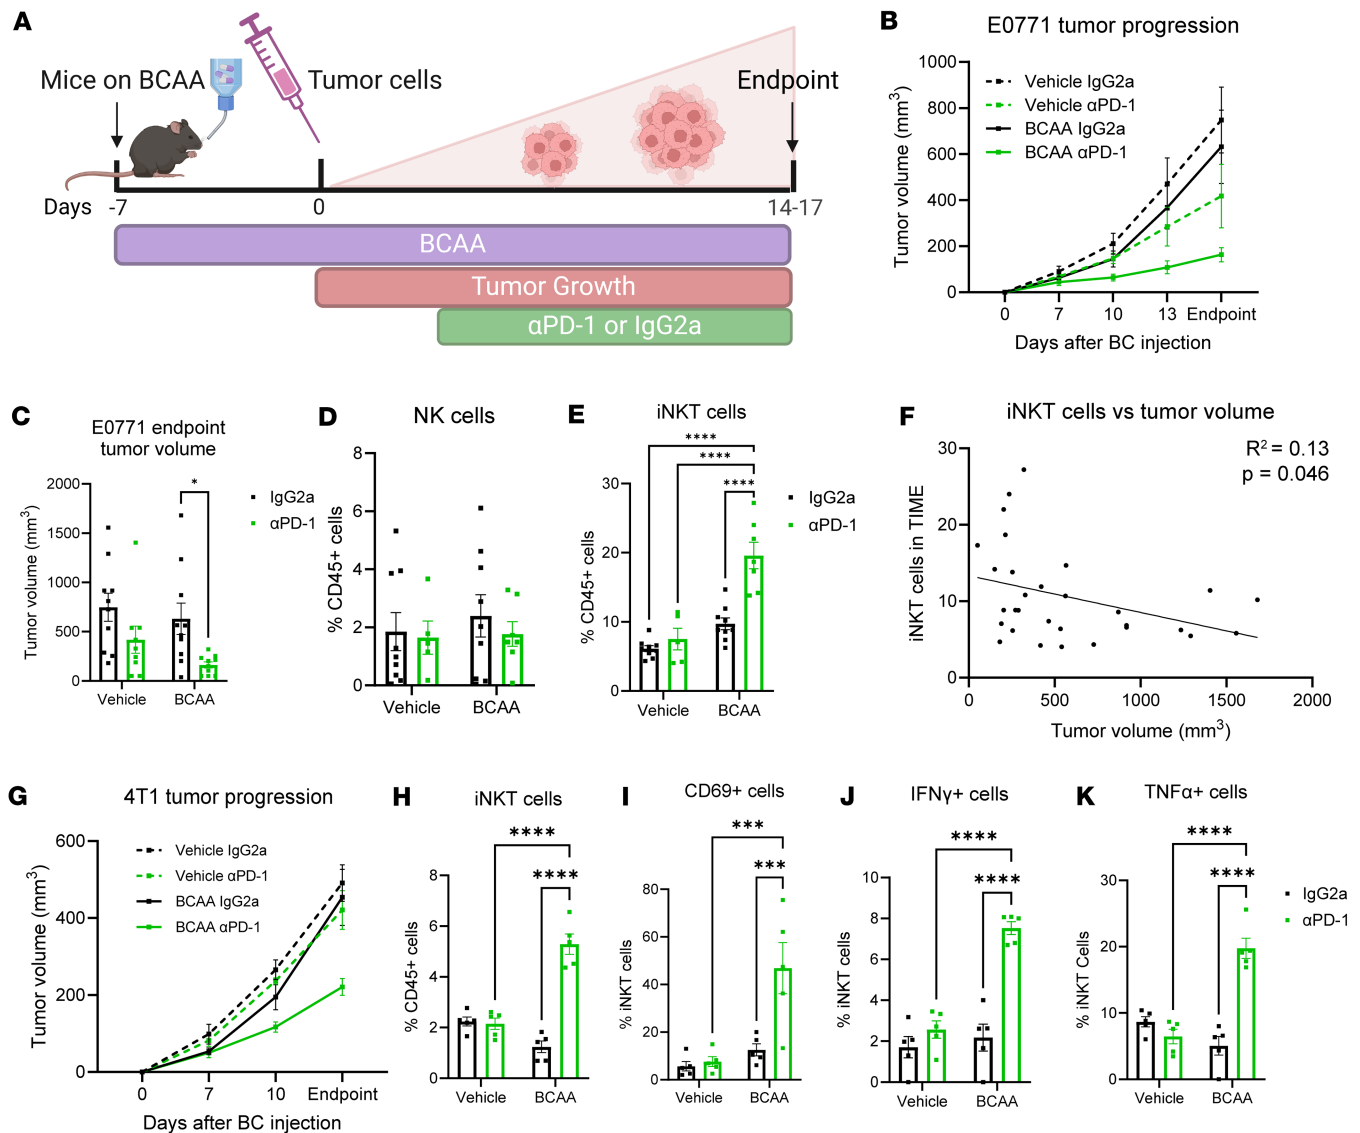 A
Mice on BCAA
Tumor cells
Endpoint
Days
-7
0
14-17
BCAA
Tumor Growth
αPD-1 or IgG2a
B
E0771 tumor progression
Tumor volume (mm³)
1000
800
600
400
200
0
Vehicle IgG2a
Vehicle αPD-1
BCAA IgG2a
BCAA αPD-1
0 7 10 13 Endpoint
Days after BC injection
C
E0771 endpoint
tumor volume
Tumor volume (mm³)
2000
1500
1000
500
0
*
Vehicle BCAA
IgG2a
αPD-1
D
NK cells
% CD45+ cells
8
6
4
2
0
Vehicle BCAA
E
iNKT cells
% CD45+ cells
30
20
10
0
****
****
****
Vehicle BCAA
IgG2a
αPD-1
F
iNKT cells vs tumor volume
R² = 0.13
p = 0.046
iNKT cells in TIME
30
20
10
0
0 500 1000 1500 2000
Tumor volume (mm³)
G
4T1 tumor progression
Tumor volume (mm³)
600
400
200
0
Vehicle IgG2a
Vehicle αPD-1
BCAA IgG2a
BCAA αPD-1
0 7 10 Endpoint
Days after BC injection
H
iNKT cells
% CD45+ cells
8
6
4
2
0
****
****
Vehicle BCAA
I
CD69+ cells
% iNKT Cells
80
60
40
20
0
***
***
Vehicle BCAA
J
IFNγ+ cells
% iNKT cells
10
8
6
4
2
0
****
****
Vehicle BCAA
K
TNFα+ cells
% iNKT Cells
30
20
10
0
****
****
Vehicle BCAA
IgG2a
αPD-1